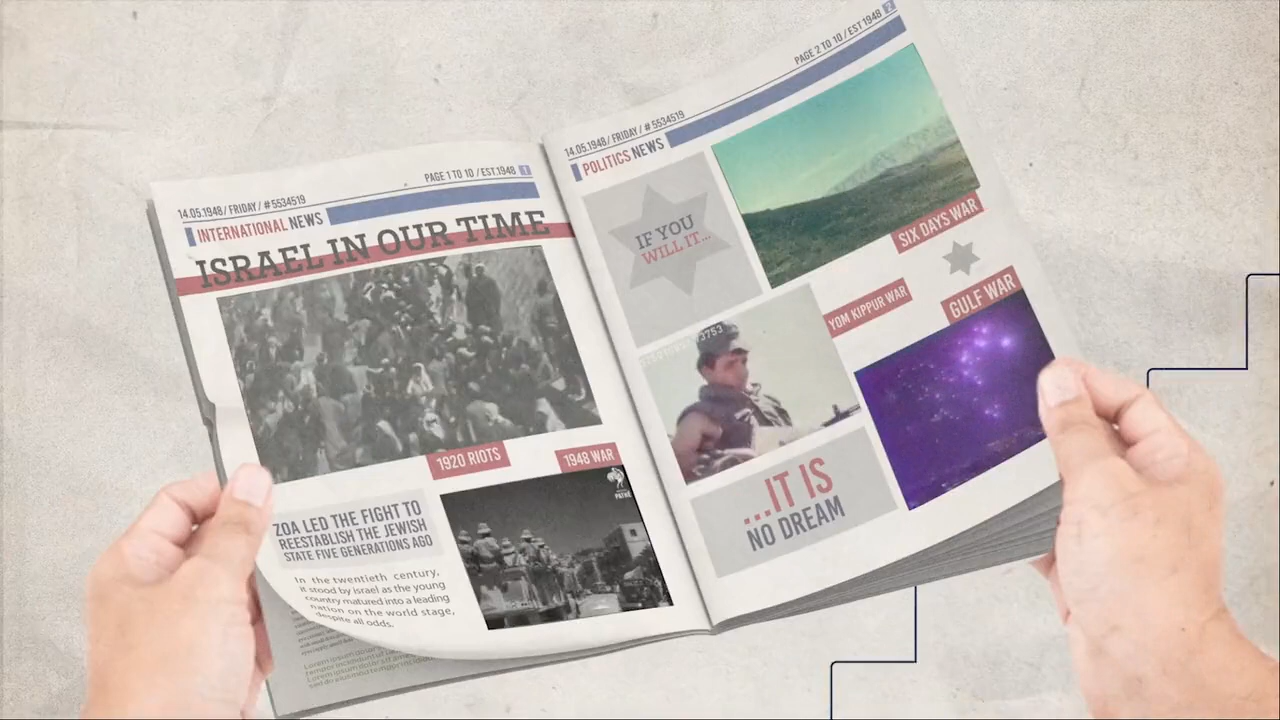 14.05.1948/ FRIDAY / # 5534519
PAGE 1 TO 10 / EST.1948 1
INTERNATIONAL NEWS
ISRAEL IN OUR TIME
1920 RIOTS
1948 WAR
ZOA LED THE FIGHT TO
REESTABLISH THE JEWISH
STATE FIVE GENERATIONS AGO
In the twentieth century,
it stood by israel as the young
country matured into a leading
nation on the world stage,
despite all odds.
PATHÉ
14.05.1948/ FRIDAY / # 5534519
PAGE 2 TO 10 / EST 1948 2
POLITICS NEWS
IF YOU
WILL IT...
SIX DAYS WAR
YOM KIPPUR WAR
GULF WAR
...IT IS
NO DREAM